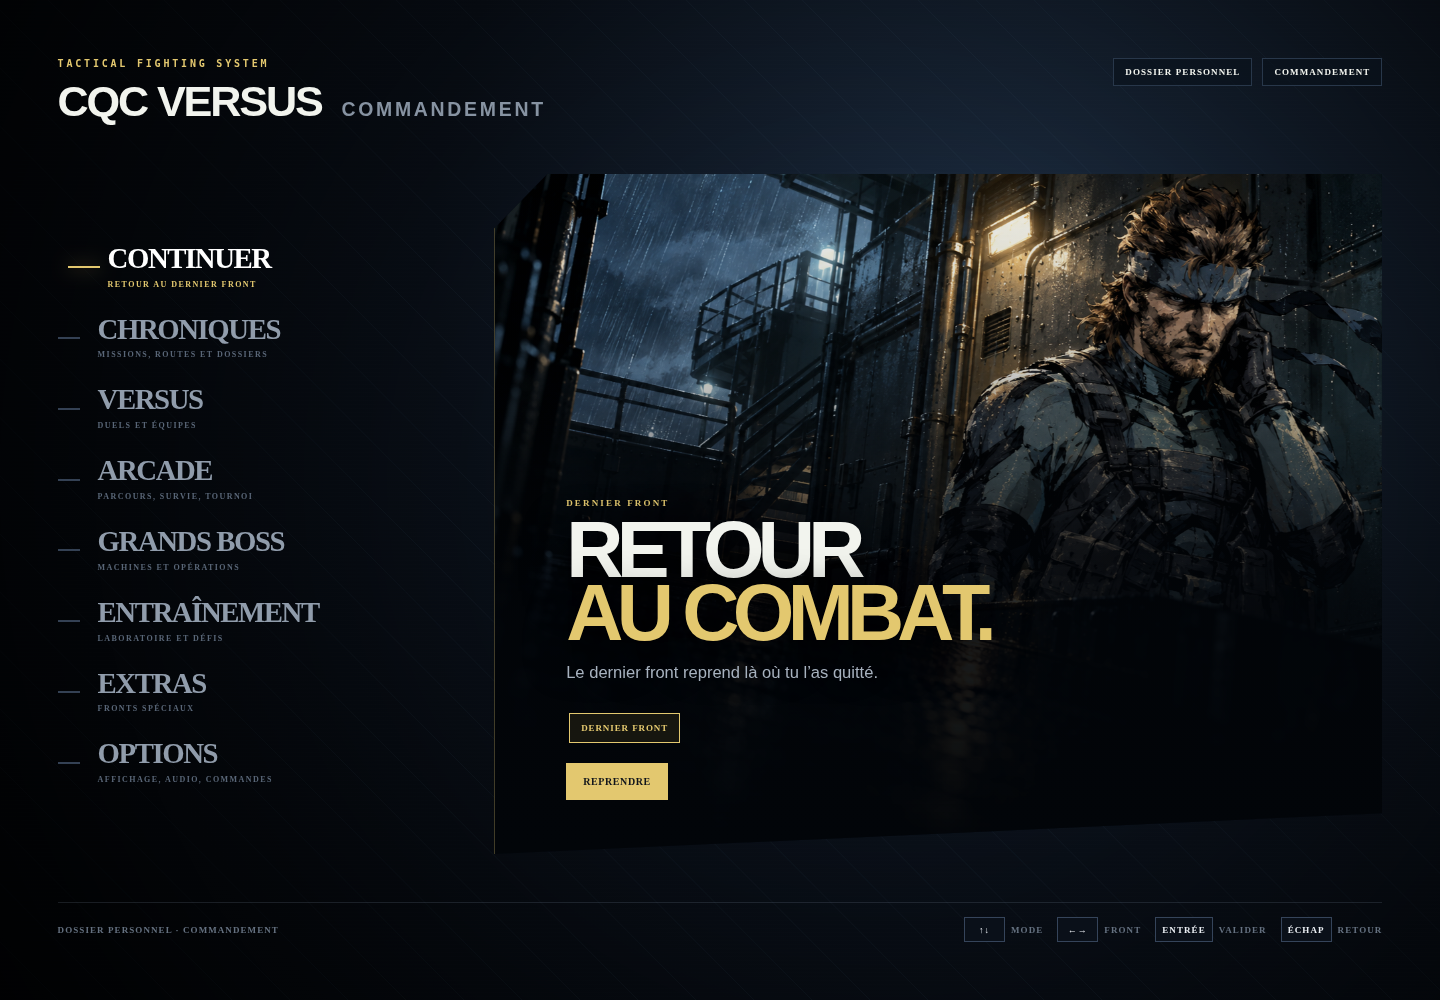 TACTICAL FIGHTING SYSTEM
CQC VERSUS COMMANDEMENT
DOSSIER PERSONNEL
COMMANDEMENT
CONTINUER
RETOUR AU DERNIER FRONT
CHRONIQUES
MISSIONS, ROUTES ET DOSSIERS
VERSUS
DUELS ET ÉQUIPES
ARCADE
PARCOURS, SURVIE, TOURNOI
GRANDS BOSS
MACHINES ET OPÉRATIONS
ENTRAÎNEMENT
LABORATOIRE ET DÉFIS
EXTRAS
FRONTS SPÉCIAUX
OPTIONS
AFFICHAGE, AUDIO, COMMANDES
DERNIER FRONT
RETOUR
AU COMBAT.
Le dernier front reprend là où tu l’as quitté.
DERNIER FRONT
REPRENDRE
DOSSIER PERSONNEL · COMMANDEMENT
↑↓ MODE ←→ FRONT ENTRÉE VALIDER ÉCHAP RETOUR